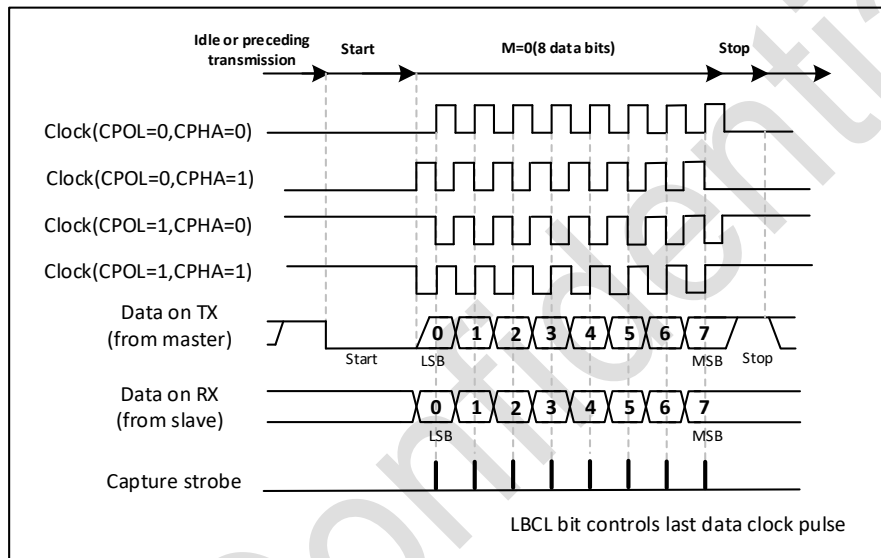 Idle or preceding
transmission
Start
M=0(8 data bits)
Stop
Clock(CPOL=0,CPHA=0)
Clock(CPOL=0,CPHA=1)
Clock(CPOL=1,CPHA=0)
Clock(CPOL=1,CPHA=1)
Data on TX
(from master)
0 1 2 3 4 5 6 7
Start
LSB
MSB
Stop
Data on RX
(from slave)
0 1 2 3 4 5 6 7
LSB
MSB
Capture strobe
LBCL bit controls last data clock pulse
Confidenti